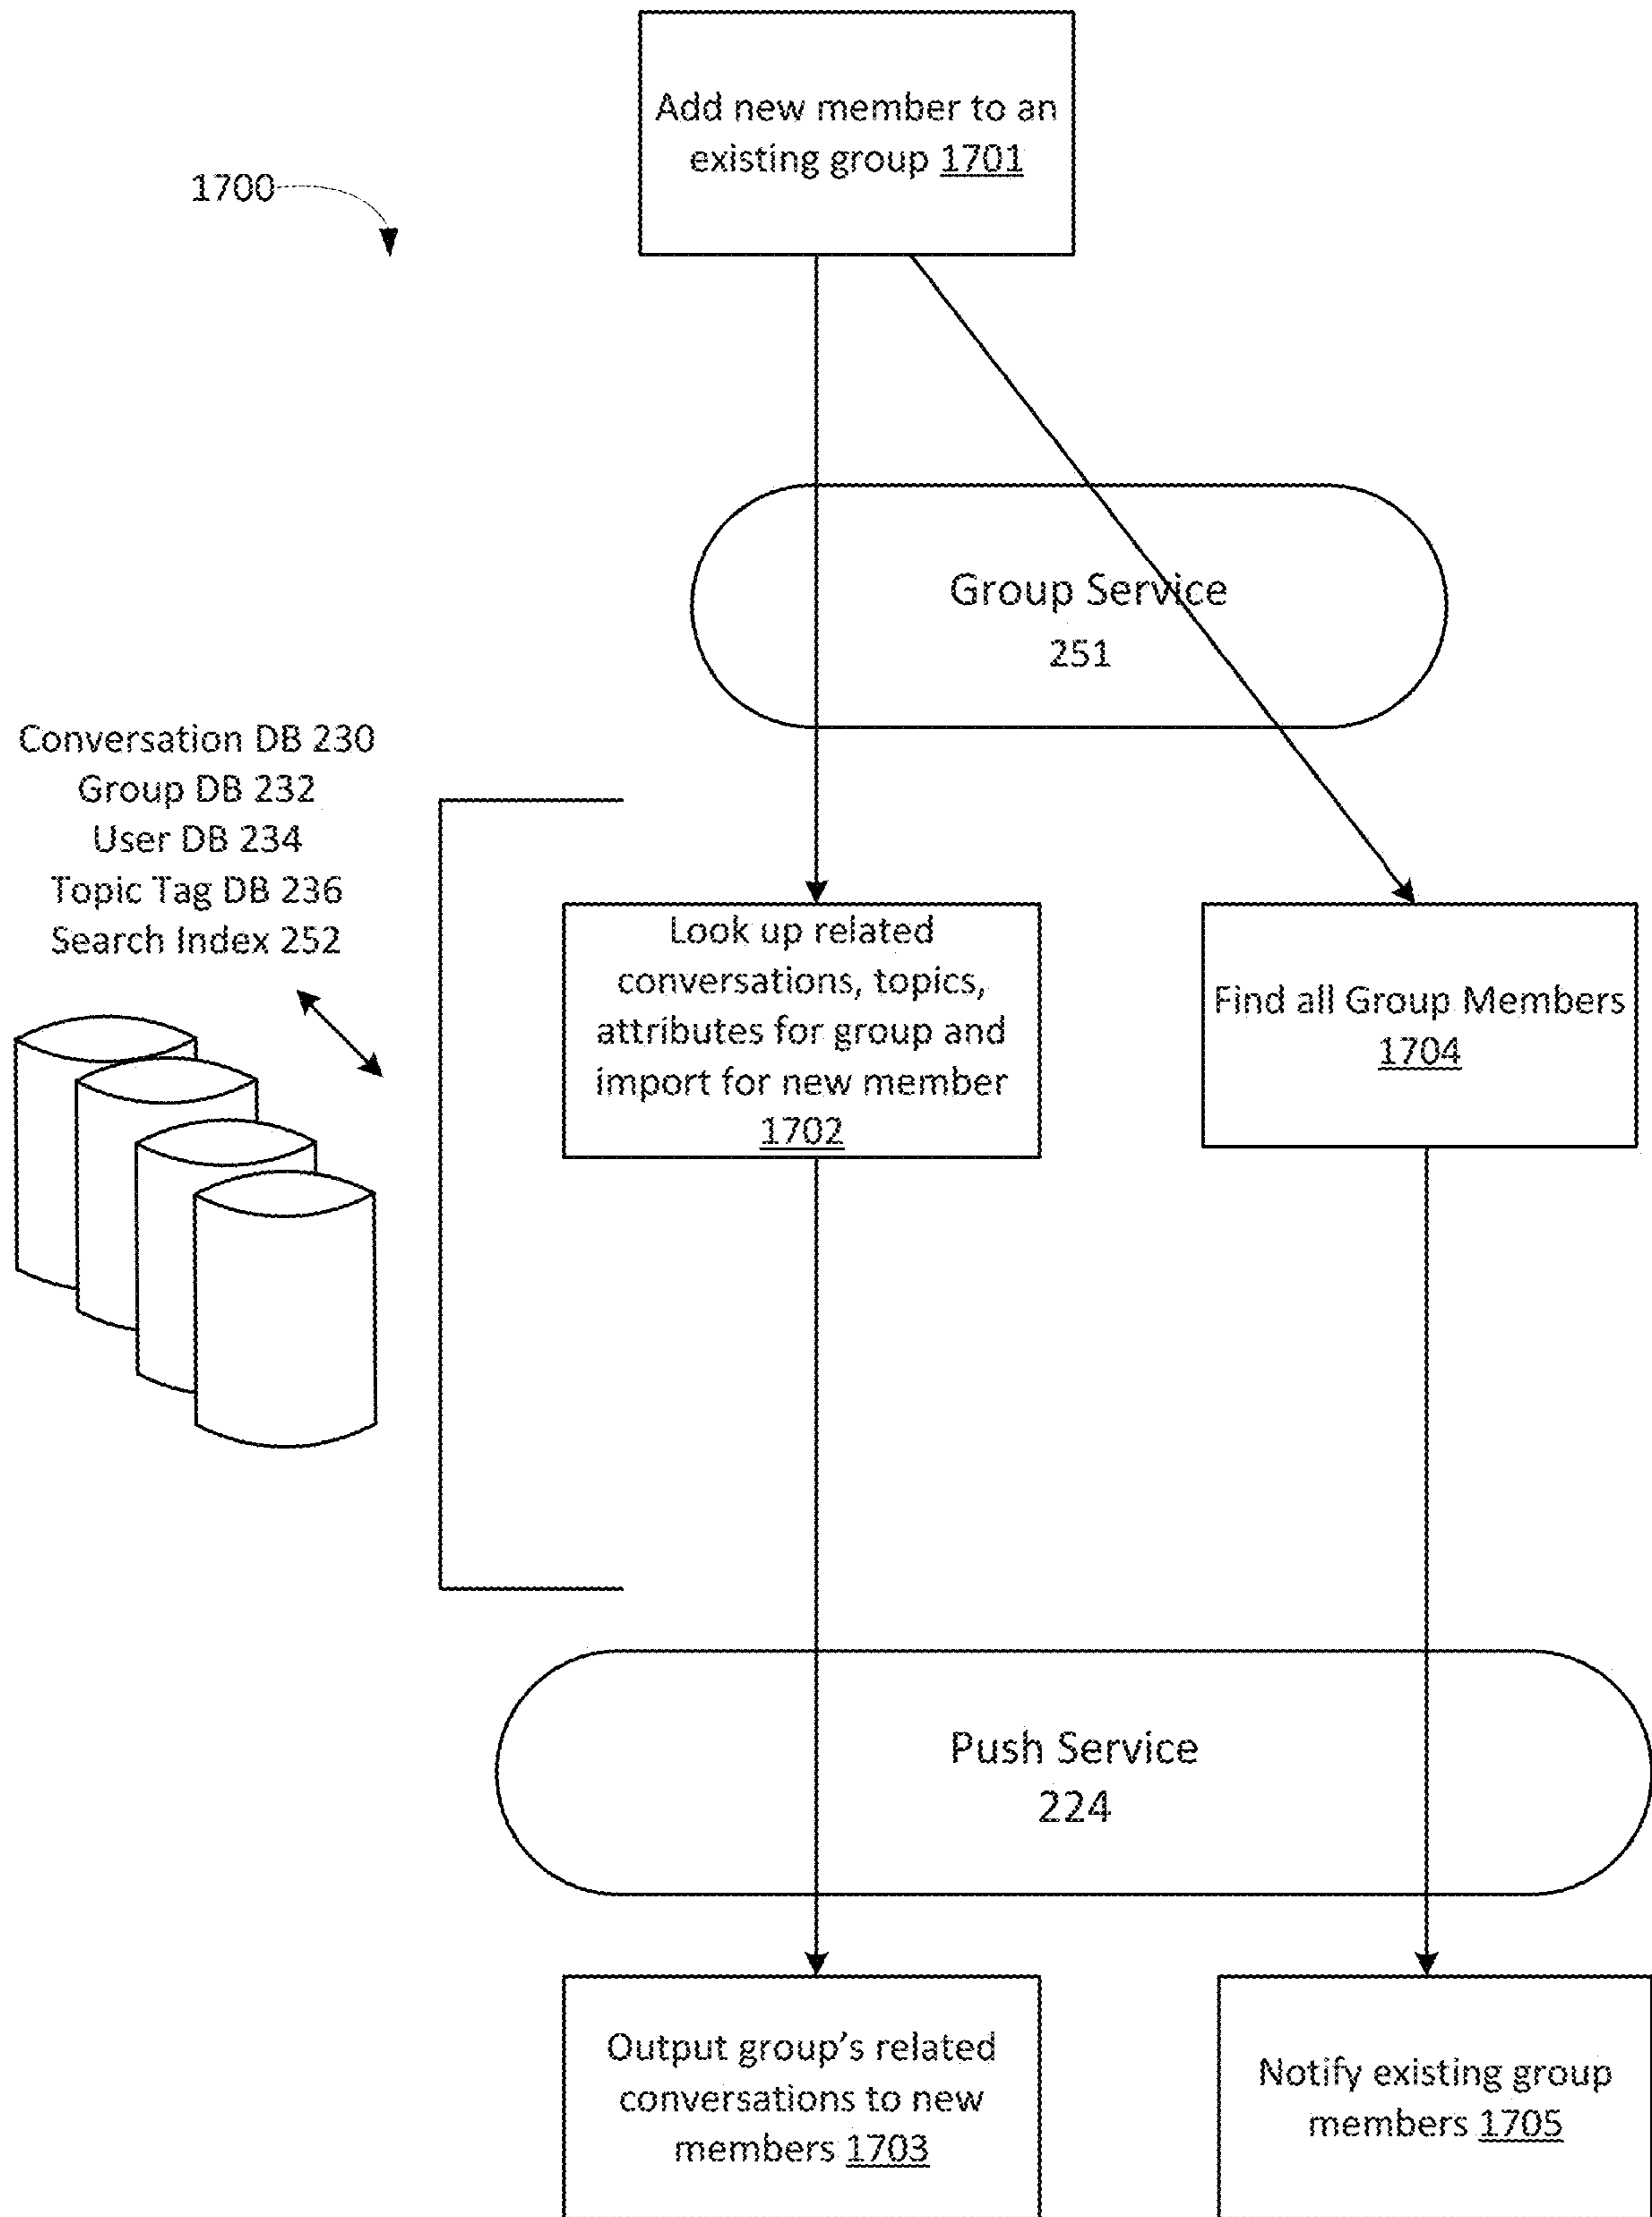 Add new member to an
existing group 1701
1700
Group Service
251
Conversation DB 230
Group DB 232
User DB 234
Topic Tag DB 236
Search Index 252
Look up related
conversations, topics,
attributes for group and
import for new member
1702
Find all Group Members
1704
Push Service
224
Output group's related
conversations to new
members 1703
Notify existing group
members 1705